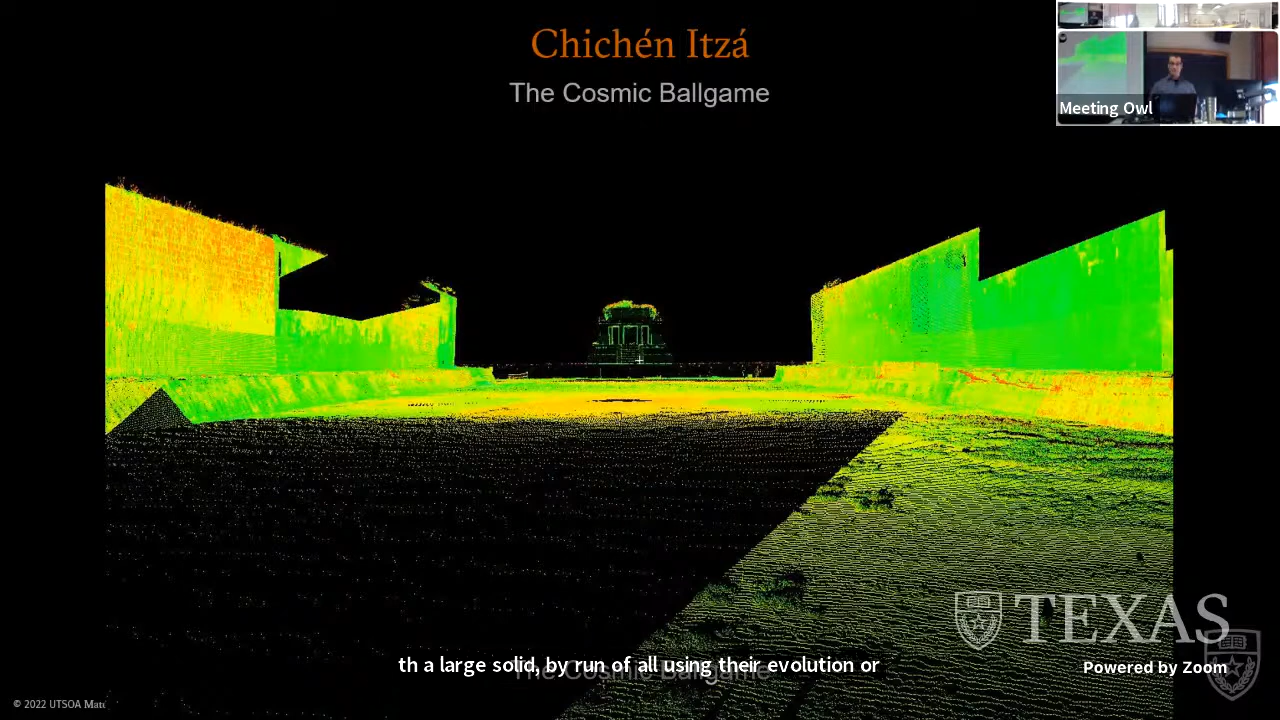 Chichén Itzá
The Cosmic Ballgame
Meeting Owl
TEXAS
th a large solid, by run of all using their evolution or
The Cosmic Ballgame
Powered by Zoom
© 2022 UTSOA